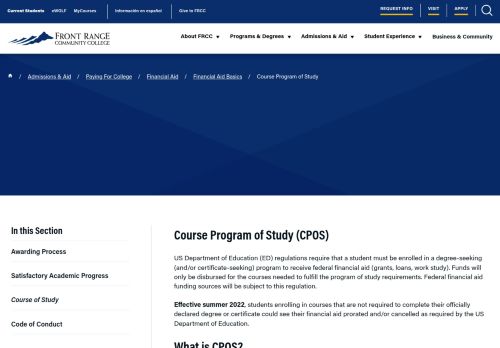 Current Students eWOLF MyCourses Información en español Give to FRCC REQUEST INFO VISIT APPLY
FRONT RANGE
COMMUNITY COLLEGE
About FRCC Programs & Degrees Admissions & Aid Student Experience Business & Community
/ Admissions & Aid / Paying For College / Financial Aid / Financial Aid Basics / Course Program of Study
In this Section
Awarding Process
Satisfactory Academic Progress
Course of Study
Code of Conduct
Course Program of Study (CPOS)
US Department of Education (ED) regulations require that a student must be enrolled in a degree-seeking
(and/or certificate-seeking) program to receive federal financial aid (grants, loans, work study). Funds will
only be disbursed for the courses needed to fulfill the program of study requirements. Federal financial aid
funding sources will be subject to this regulation.
Effective summer 2022, students enrolling in courses that are not required to complete their officially
declared degree or certificate could see their financial aid prorated and/or cancelled as required by the US
Department of Education.
What is CPOS?